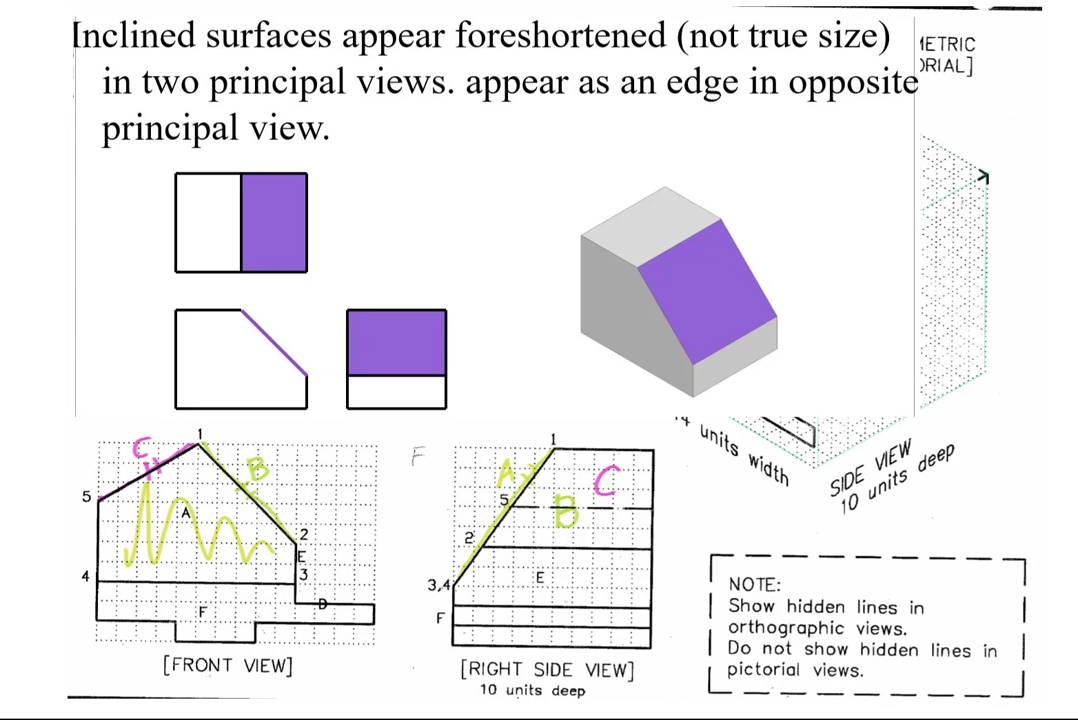 Inclined surfaces appear foreshortened (not true size)
in two principal views. appear as an edge in opposite
principal view.
METRIC
ORIAL]
14 units width
SIDE VIEW
10 units deep
1
C
B
5
A
2
E
3
4
D
F
[FRONT VIEW]
F
1
A
C
5
B
2
3,4
E
F
[RIGHT SIDE VIEW]
10 units deep
NOTE:
Show hidden lines in
orthographic views.
Do not show hidden lines in
pictorial views.